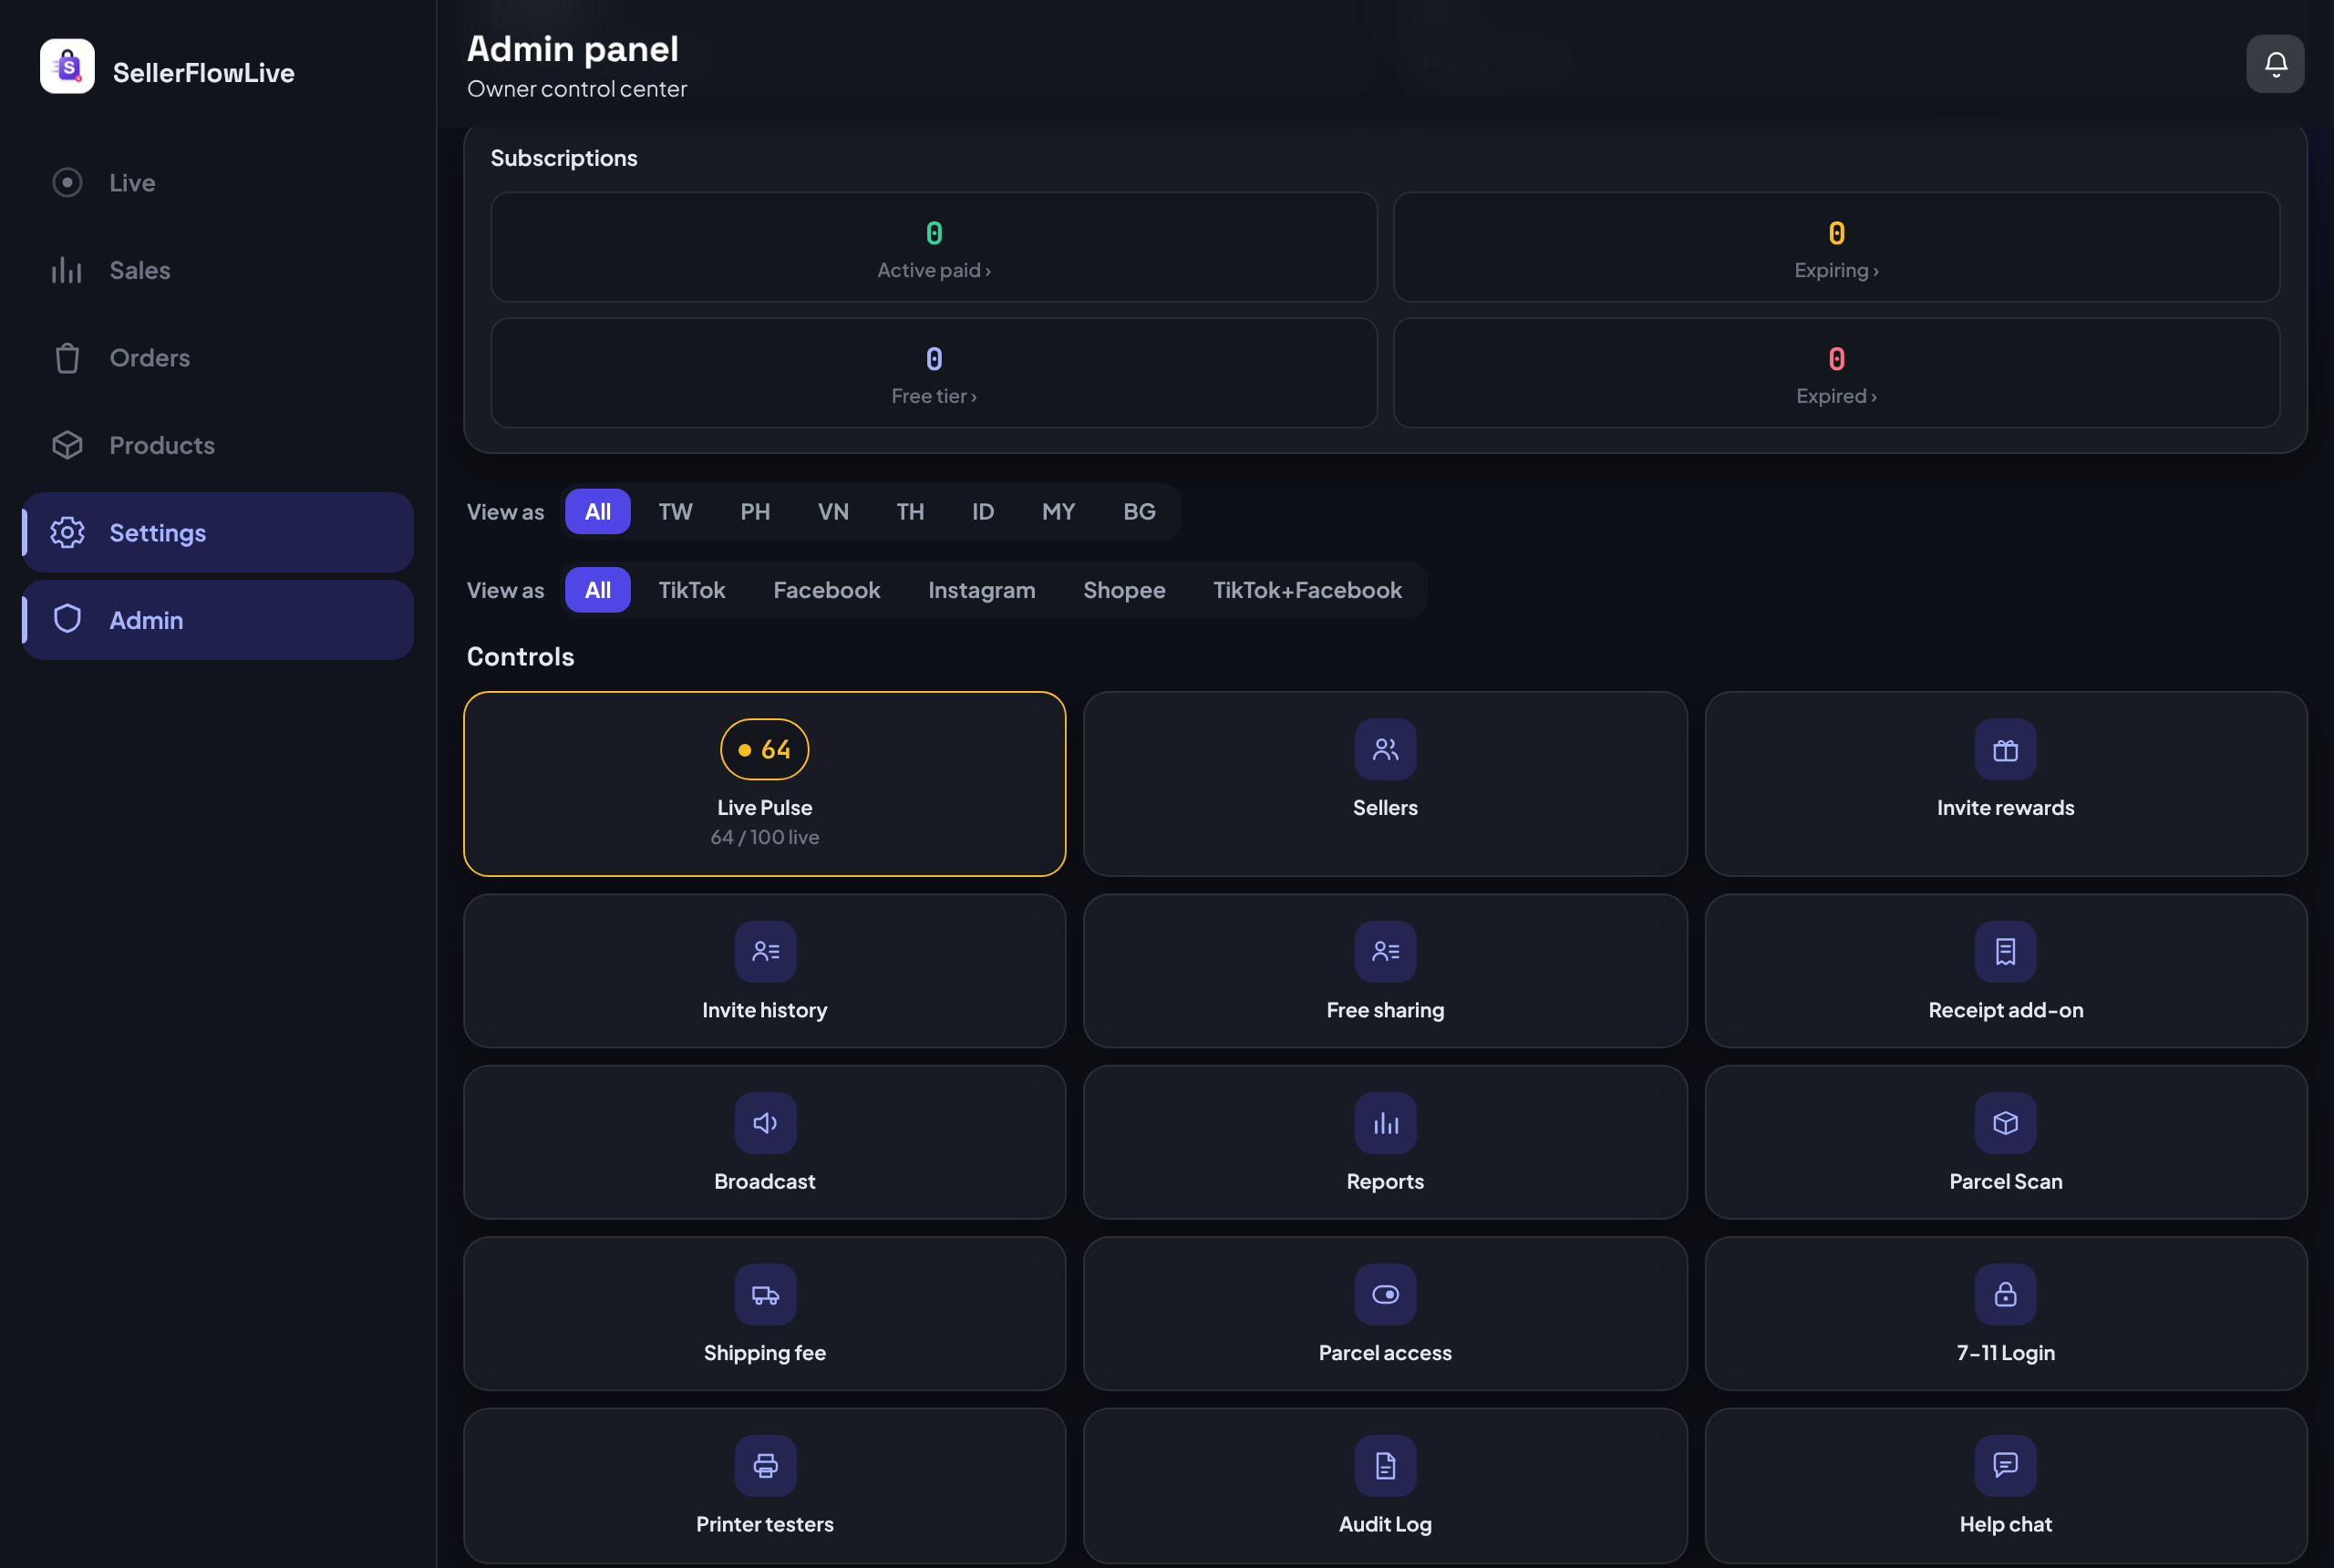 SellerFlowLive
Live
Sales
Orders
Products
Settings
Admin
Admin panel
Owner control center
Subscriptions
0
Active paid ›
0
Expiring ›
0
Free tier ›
0
Expired ›
View as All TW PH VN TH ID MY BG
View as All TikTok Facebook Instagram Shopee TikTok+Facebook
Controls
64
Live Pulse
64 / 100 live
Sellers
Invite rewards
Invite history
Free sharing
Receipt add-on
Broadcast
Reports
Parcel Scan
Shipping fee
Parcel access
7-11 Login
Printer testers
Audit Log
Help chat